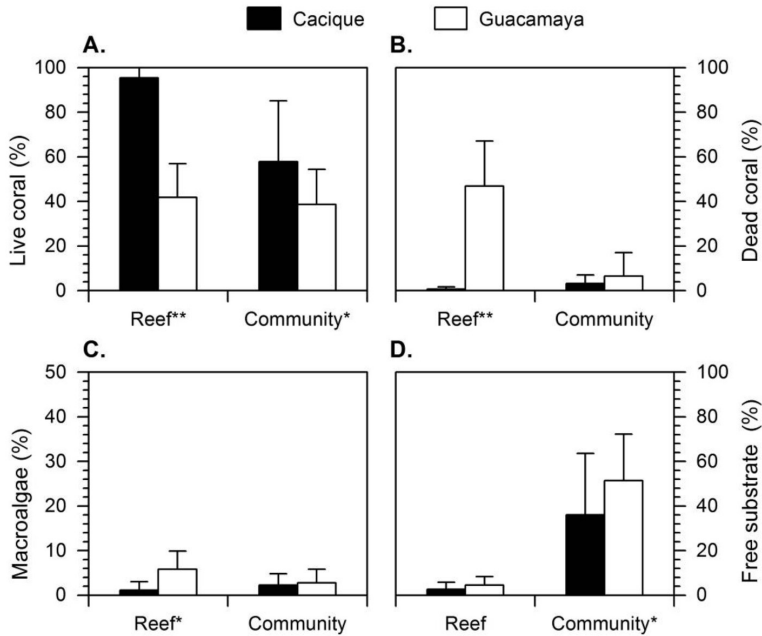 Cacique Guacamaya
A. B.
100 100
80 80
60 60
40 40
20 20
0 0
Live coral (%)
Dead coral (%)
Reef** Community* Reef** Community
C. D.
50 100
40 80
30 60
20 40
10 20
0 0
Macroalgae (%)
Free substrate (%)
Reef* Community Reef Community*